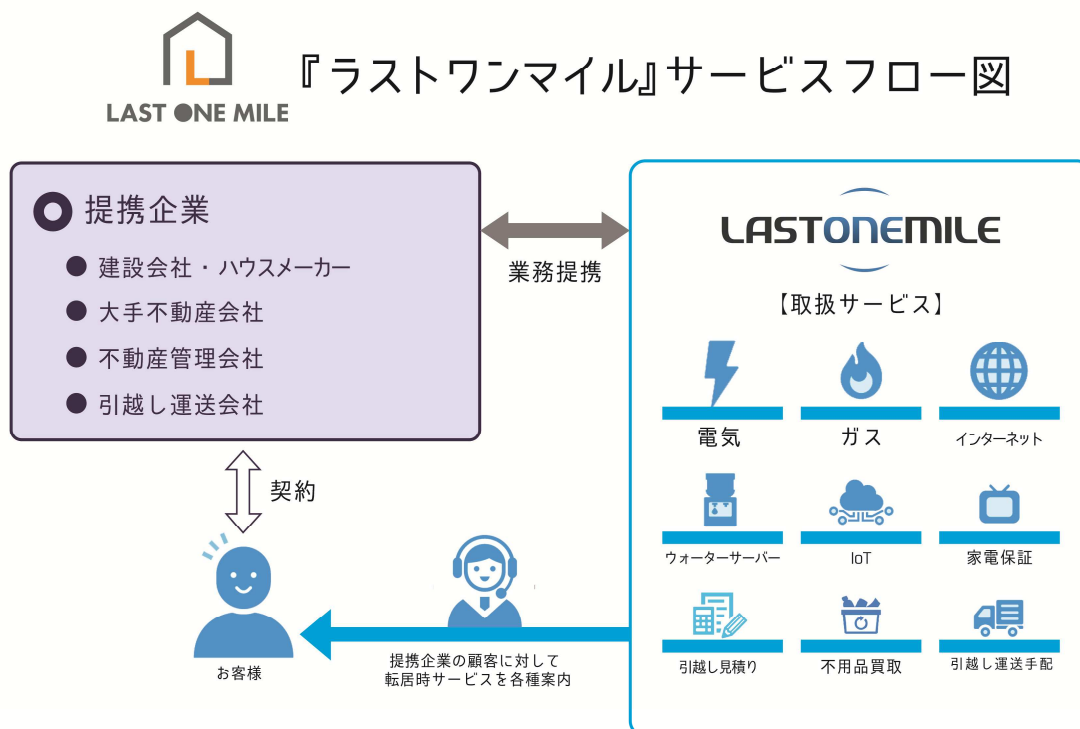 LAST ONE MILE
『ラストワンマイル』サービスフロー図
提携企業
建設会社・ハウスメーカー
大手不動産会社
不動産管理会社
引越し運送会社
業務提携
LASTONEMILE
【取扱サービス】
電気
ガス
インターネット
ウォーターサーバー
IoT
家電保証
引越し見積り
不用品買取
引越し運送手配
契約
お客様
提携企業の顧客に対して
転居時サービスを各種案内